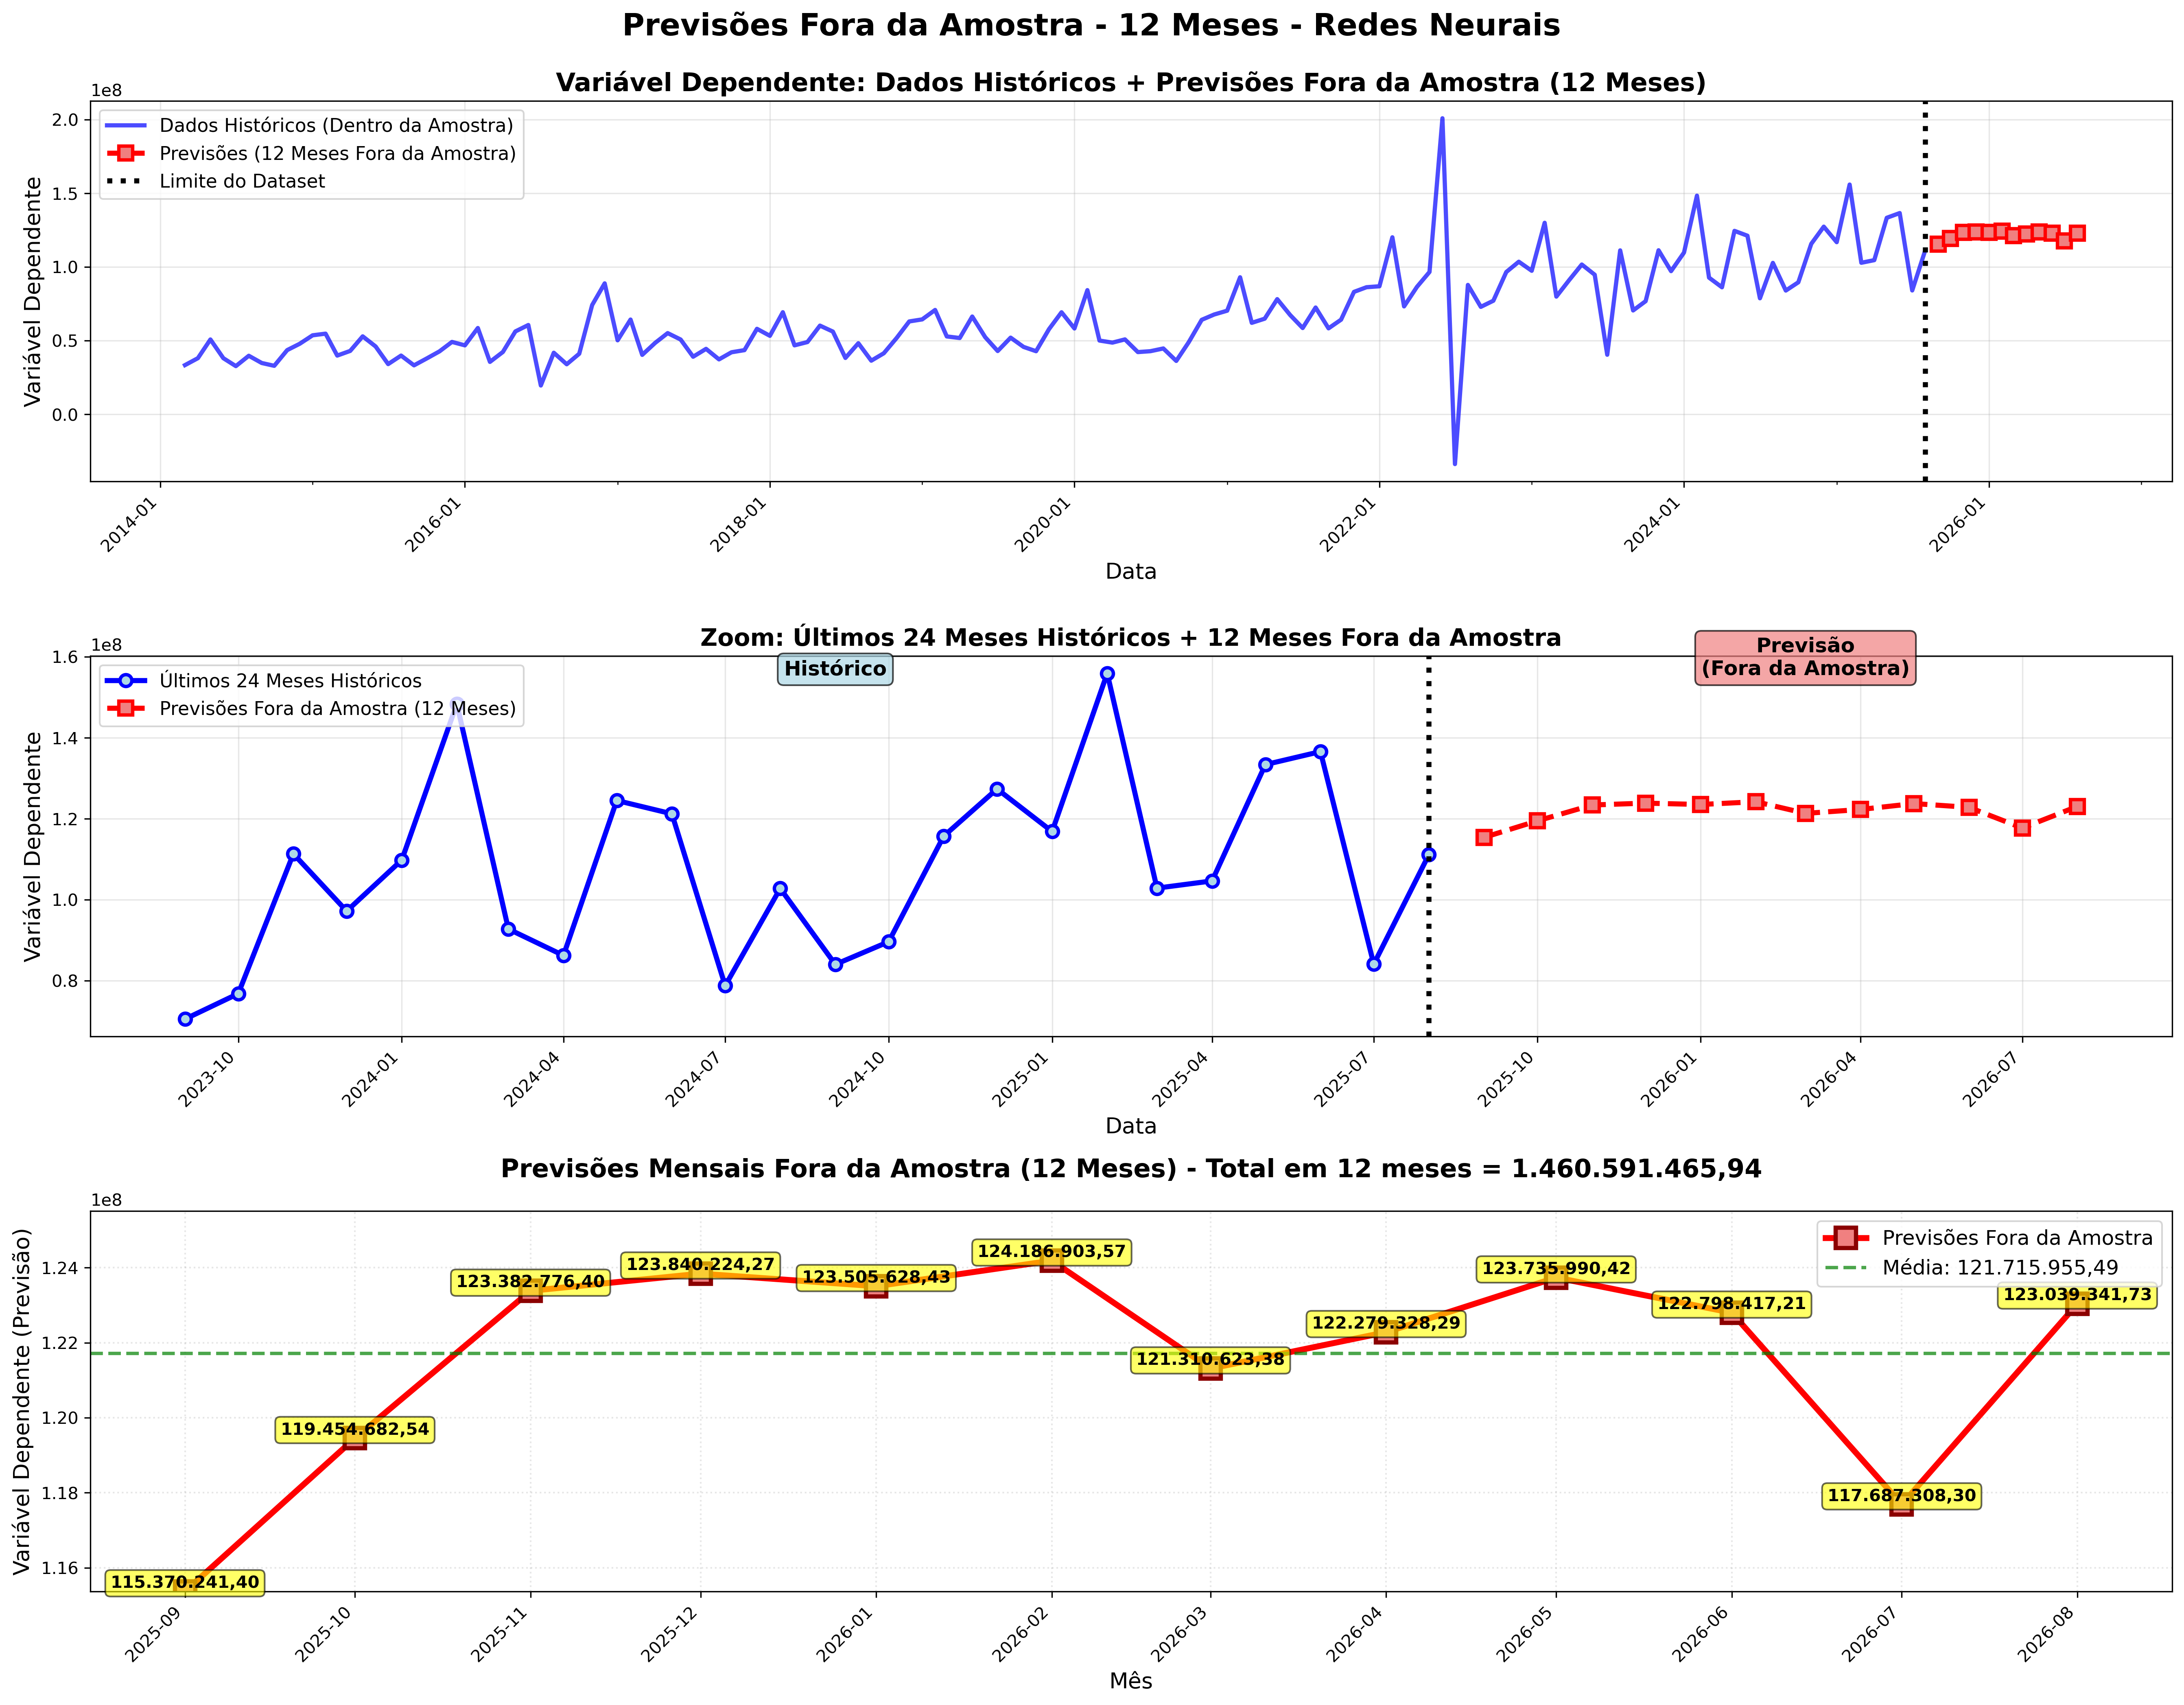 Previsões Fora da Amostra - 12 Meses - Redes Neurais
Variável Dependente: Dados Históricos + Previsões Fora da Amostra (12 Meses)
1e8
Dados Históricos (Dentro da Amostra)
Previsões (12 Meses Fora da Amostra)
Limite do Dataset
Variável Dependente
2.0
1.5
1.0
0.5
0.0
2014-01
2016-01
2018-01
2020-01
2022-01
2024-01
2026-01
Data
Zoom: Últimos 24 Meses Históricos + 12 Meses Fora da Amostra
1e8
Últimos 24 Meses Históricos
Previsões Fora da Amostra (12 Meses)
Histórico
Previsão
(Fora da Amostra)
Variável Dependente
1.6
1.4
1.2
1.0
0.8
2023-10
2024-01
2024-04
2024-07
2024-10
2025-01
2025-04
2025-07
2025-10
2026-01
2026-04
2026-07
Data
Previsões Mensais Fora da Amostra (12 Meses) - Total em 12 meses = 1.460.591.465,94
1e8
Previsões Fora da Amostra
Média: 121.715.955,49
Variável Dependente (Previsão)
1.24
1.22
1.20
1.18
1.16
115.370.241,40
119.454.682,54
123.382.776,40
123.840.224,27
123.505.628,43
124.186.903,57
121.310.623,38
122.279.328,29
123.735.990,42
122.798.417,21
117.687.308,30
123.039.341,73
2025-09
2025-10
2025-11
2025-12
2026-01
2026-02
2026-03
2026-04
2026-05
2026-06
2026-07
2026-08
Mês